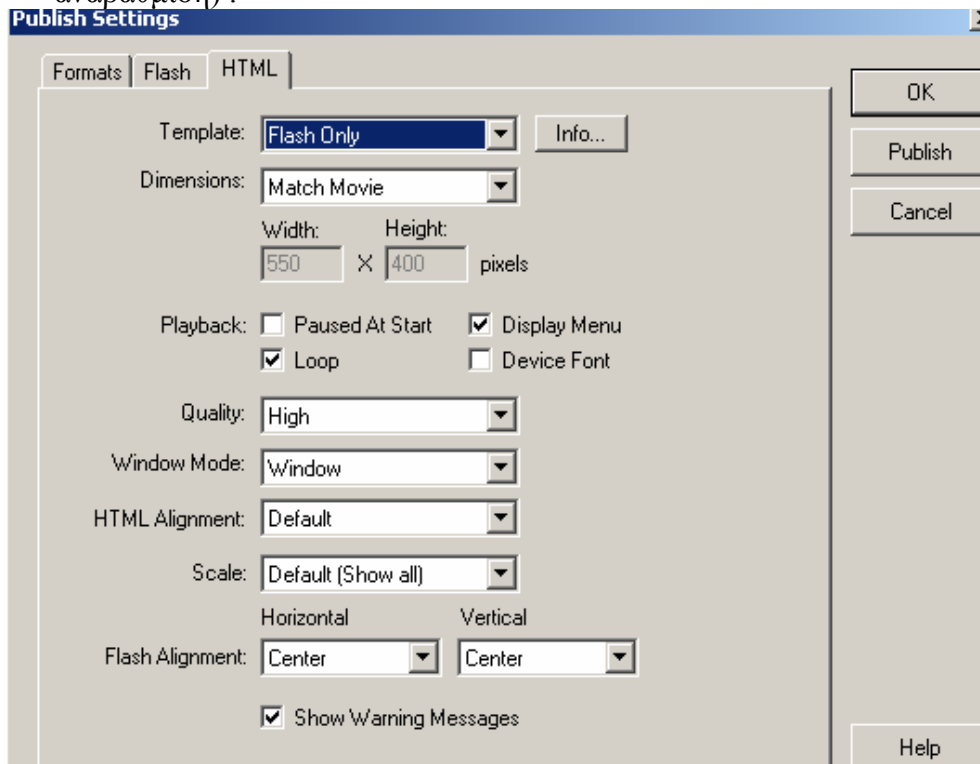 αναβάθμιση) .
Publish Settings
Formats Flash HTML
OK
Template: Flash Only Info...
Publish
Dimensions: Match Movie
Cancel
Width: Height:
550 X 400 pixels
Playback: Paused At Start Display Menu
Loop Device Font
Quality: High
Window Mode: Window
HTML Alignment: Default
Scale: Default (Show all)
Horizontal Vertical
Flash Alignment: Center Center
Show Warning Messages
Help